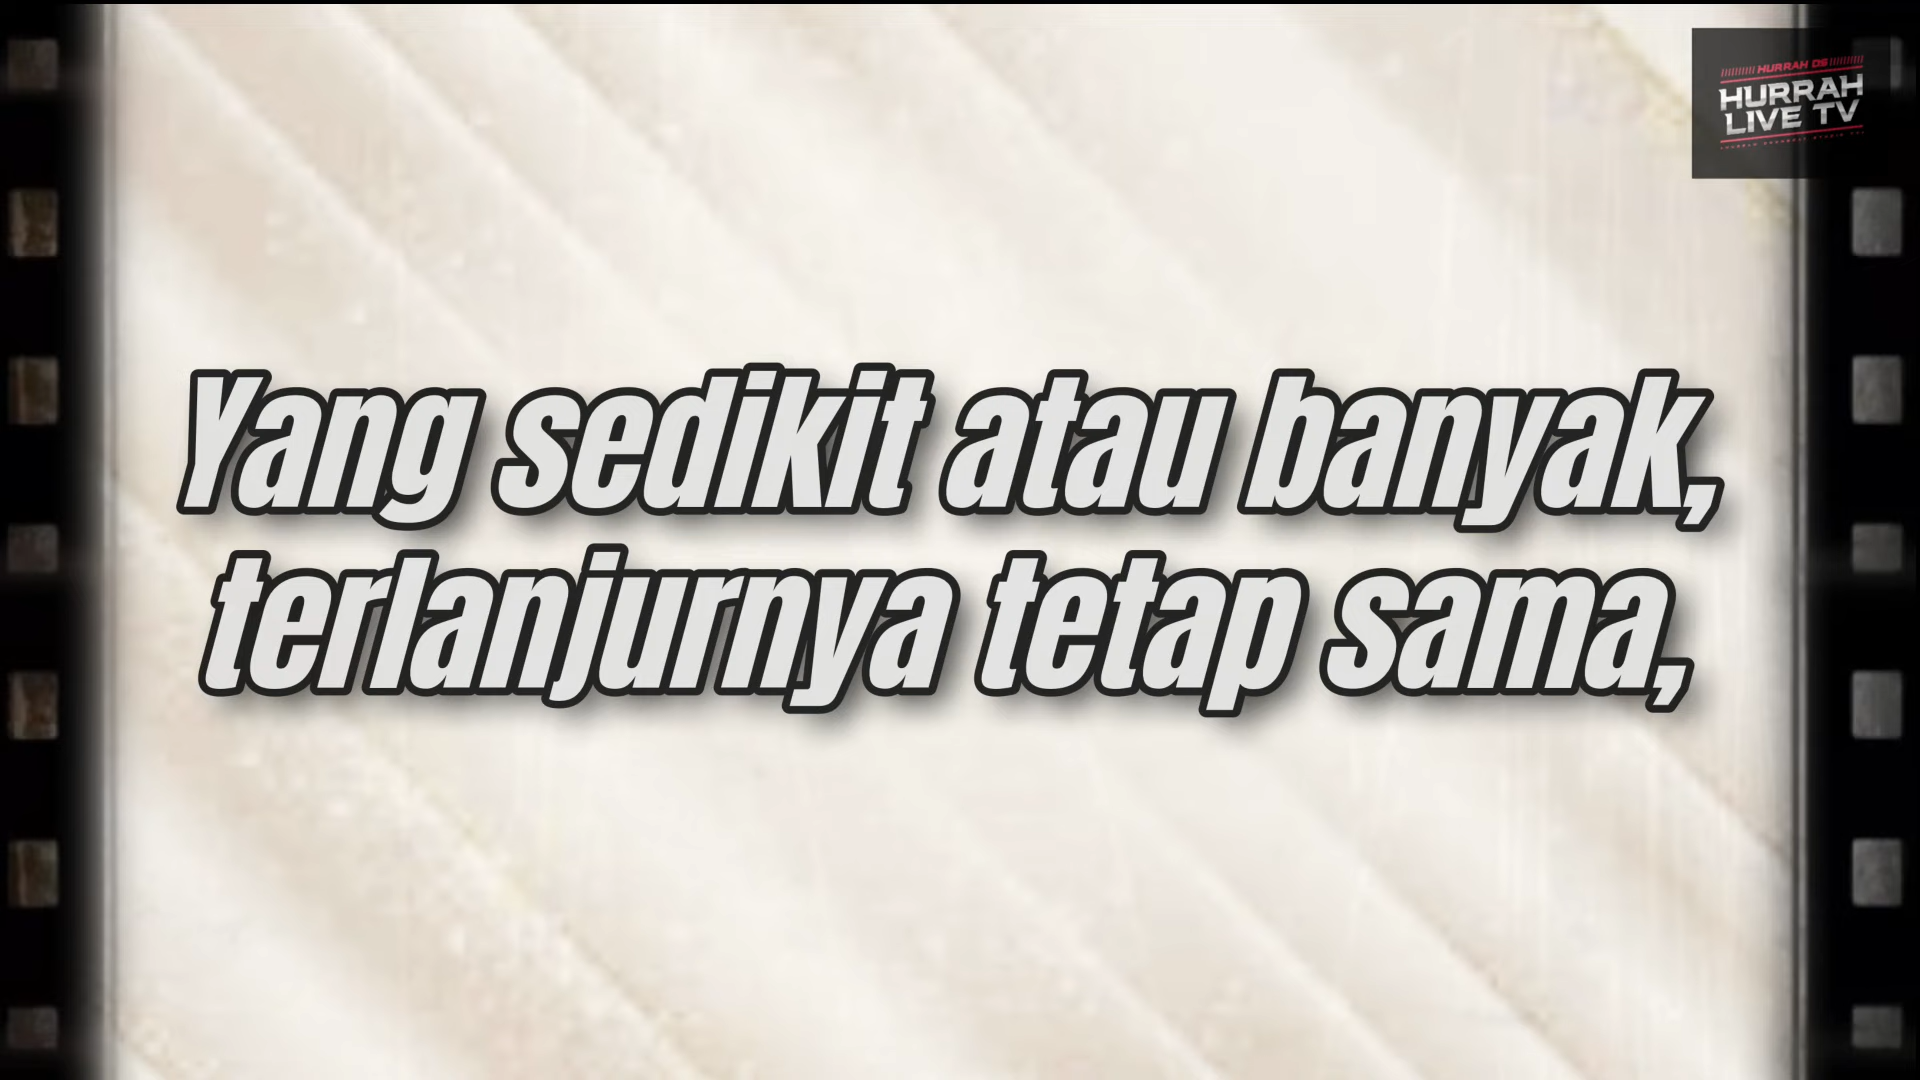 HURRAH DS
HURRAH
LIVE TV
Yang sedikit atau banyak,
terlanjurnya tetap sama,